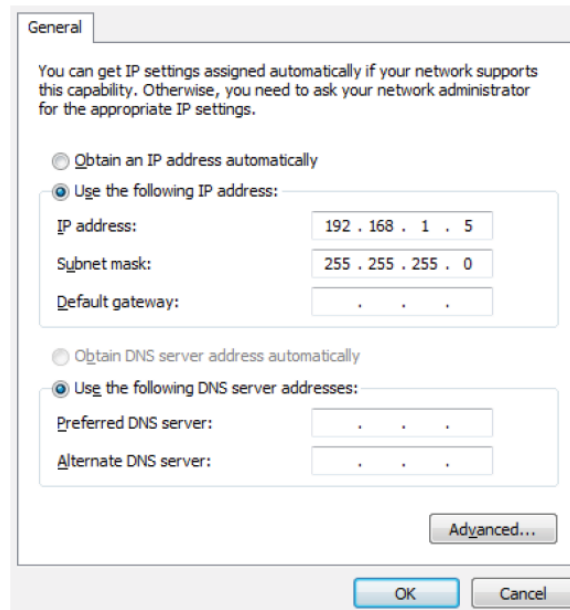 General
You can get IP settings assigned automatically if your network supports
this capability. Otherwise, you need to ask your network administrator
for the appropriate IP settings.
Obtain an IP address automatically
Use the following IP address:
IP address: 192 . 168 . 1 . 5
Subnet mask: 255 . 255 . 255 . 0
Default gateway: . . .
Obtain DNS server address automatically
Use the following DNS server addresses:
Preferred DNS server: . . .
Alternate DNS server: . . .
Advanced...
OK Cancel